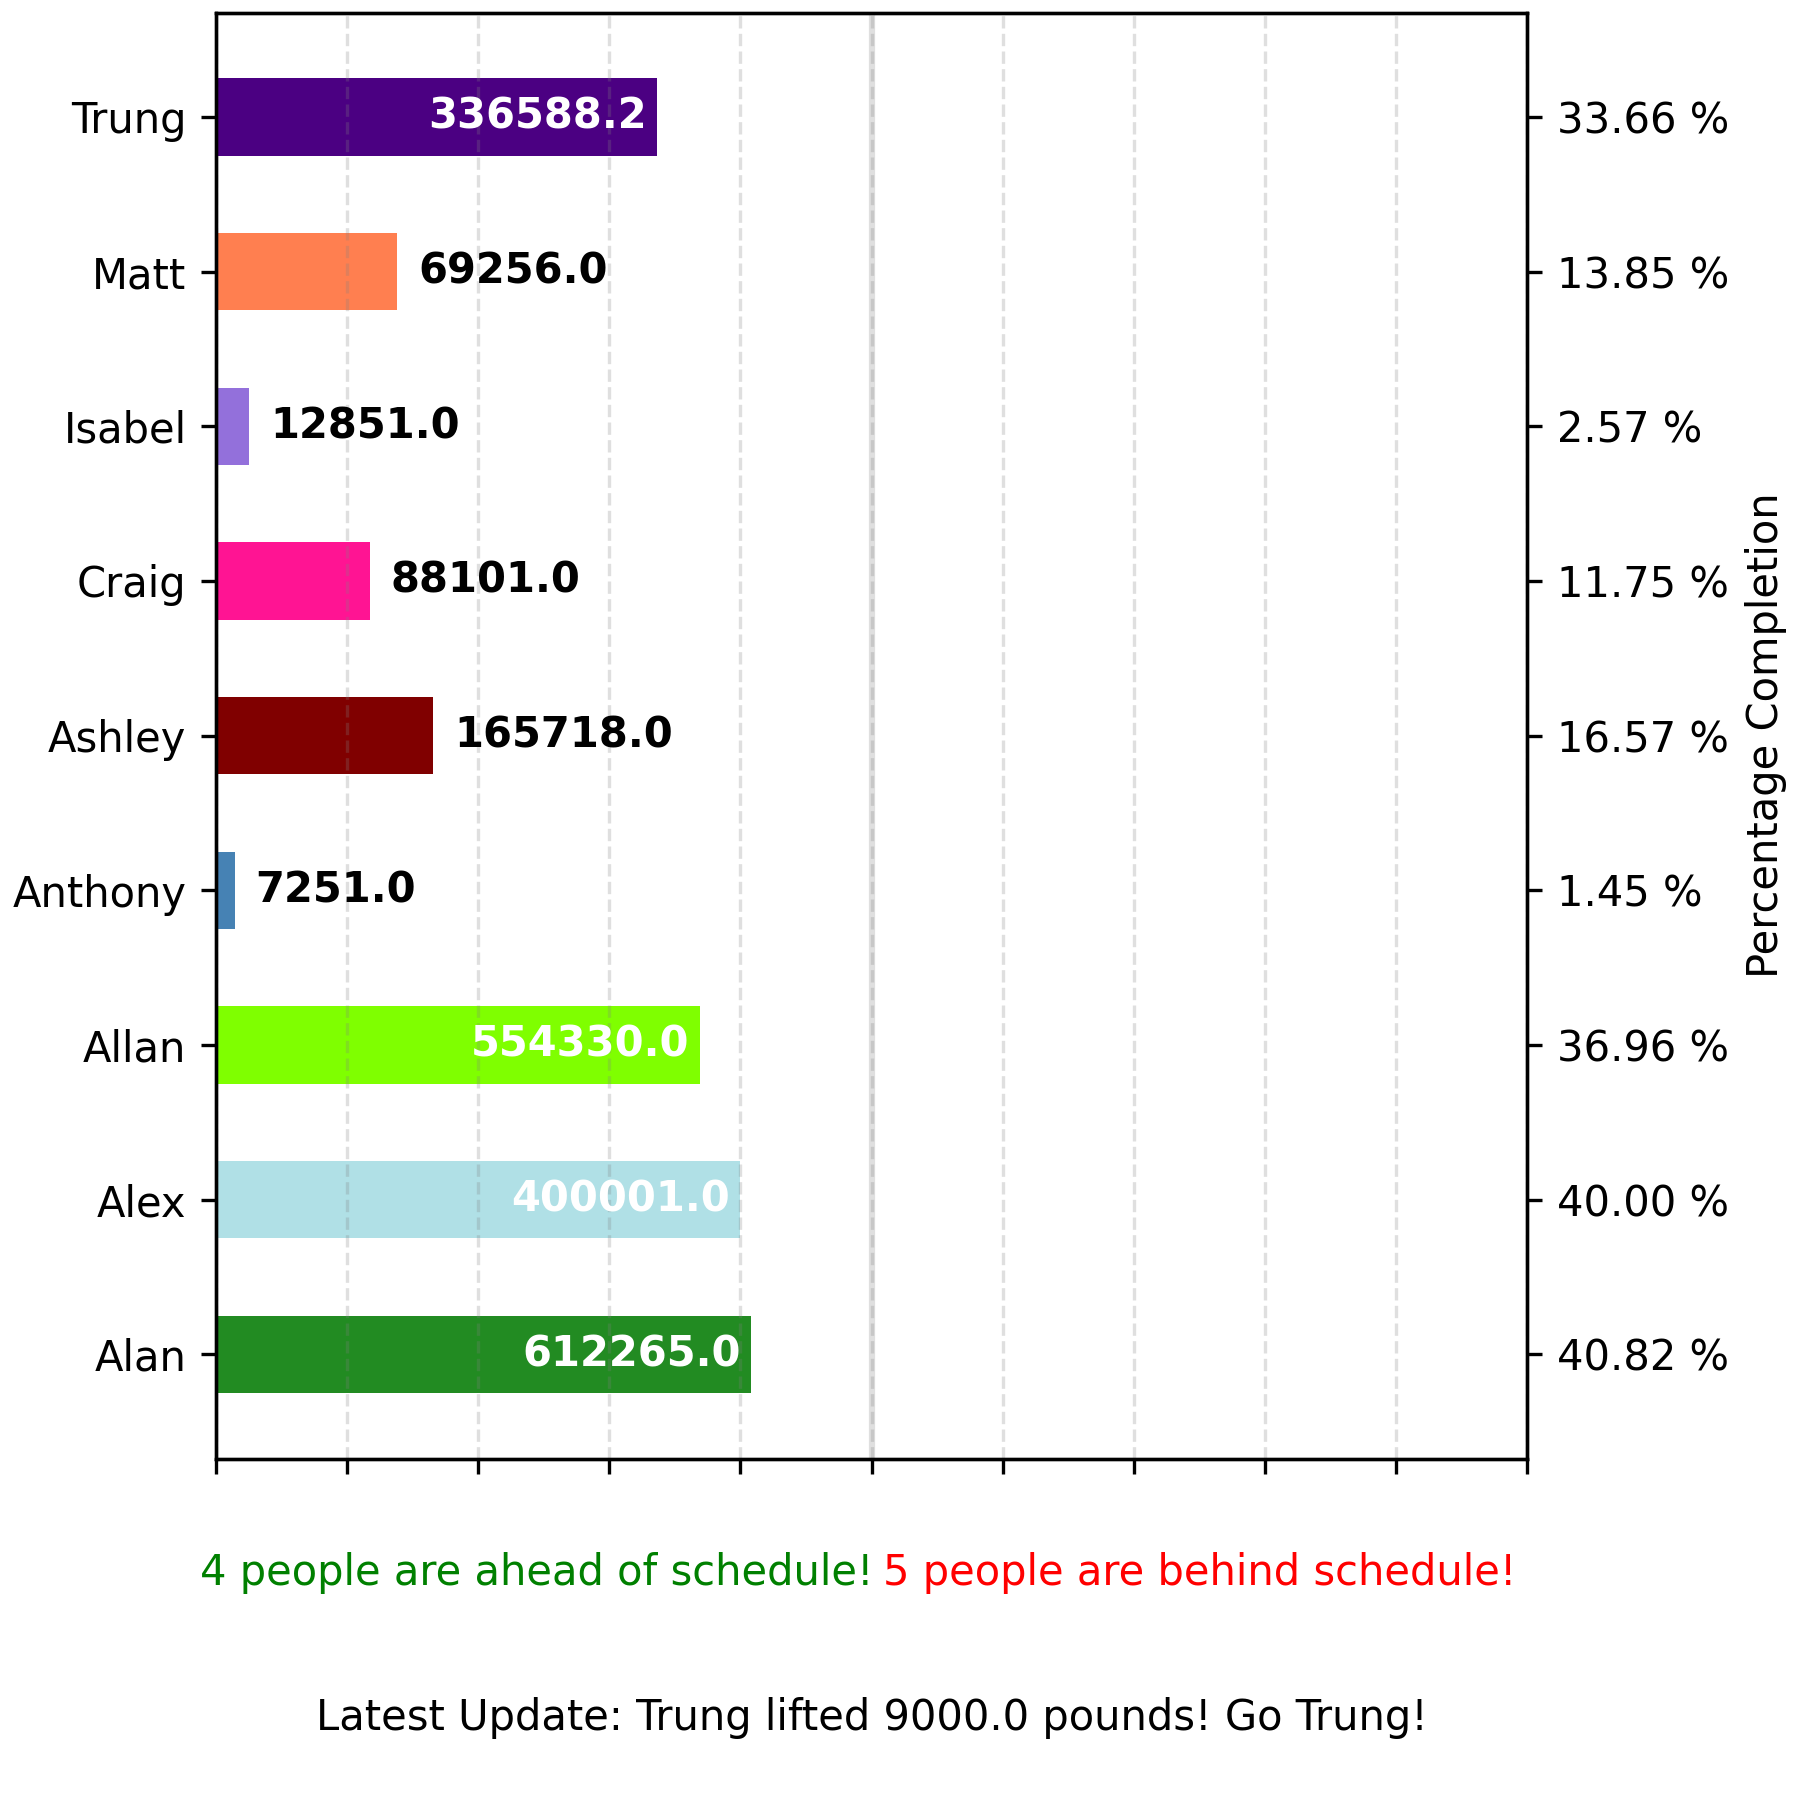 Trung 336588.2 33.66 %
Matt 69256.0 13.85 %
Isabel 12851.0 2.57 %
Craig 88101.0 11.75 %
Ashley 165718.0 16.57 %
Anthony 7251.0 1.45 %
Allan 554330.0 36.96 %
Alex 400001.0 40.00 %
Alan 612265.0 40.82 %
Percentage Completion
4 people are ahead of schedule! 5 people are behind schedule!
Latest Update: Trung lifted 9000.0 pounds! Go Trung!